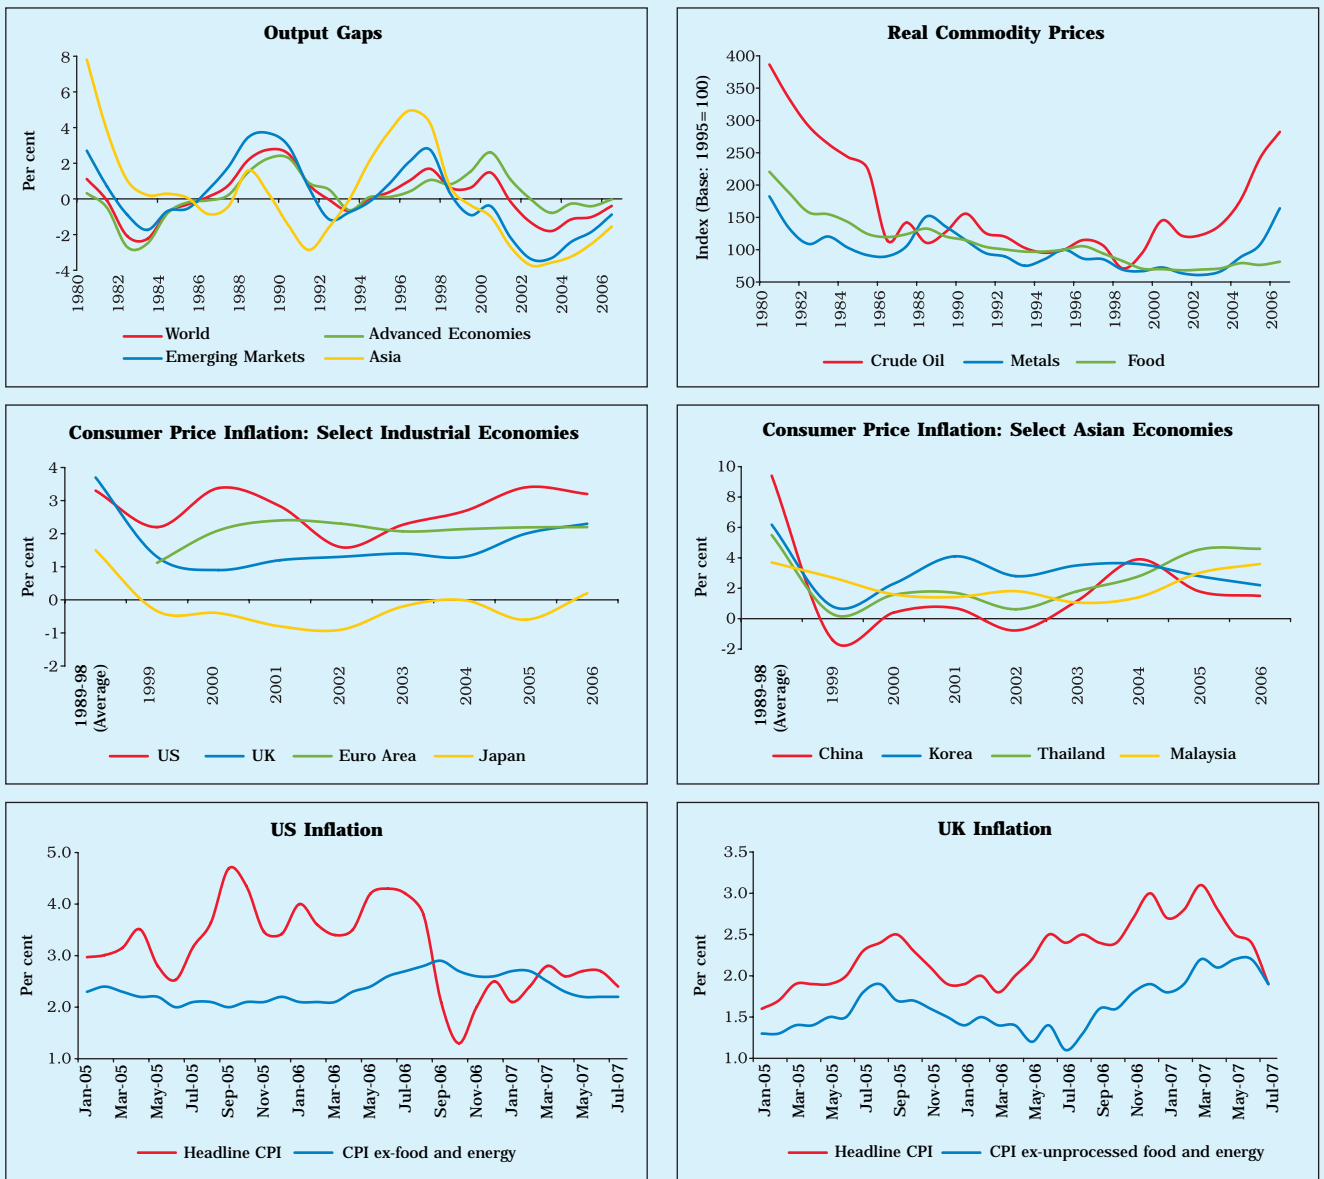 Output Gaps
Per cent
8
6
4
2
0
-2
-4
1980
1982
1984
1986
1988
1990
1992
1994
1996
1998
2000
2002
2004
2006
World
Advanced Economies
Emerging Markets
Asia
Real Commodity Prices
Index (Base: 1995= 100)
400
350
300
250
200
150
100
50
1980
1982
1984
1986
1988
1990
1992
1994
1996
1998
2000
2002
2004
2006
Crude Oil
Metals
Food
Consumer Price Inflation: Select Industrial Economies
Per cent
4
3
2
1
0
-1
-2
1989-98
(Average)
1999
2000
2001
2002
2003
2004
2005
2006
US
UK
Euro Area
Japan
Consumer Price Inflation: Select Asian Economies
Per cent
10
8
6
4
2
0
-2
1989-98
(Average)
1999
2000
2001
2002
2003
2004
2005
2006
China
Korea
Thailand
Malaysia
US Inflation
Per cent
5.0
4.0
3.0
2.0
1.0
Jan-05
Mar-05
May-05
Jul-05
Sep-05
Nov-05
Jan-06
Mar-06
May-06
Jul-06
Sep-06
Nov-06
Jan-07
Mar-07
May-07
Jul-07
Headline CPI
CPI ex-food and energy
UK Inflation
Per cent
3.5
3.0
2.5
2.0
1.5
1.0
Jan-05
Mar-05
May-05
Jul-05
Sep-05
Nov-05
Jan-06
Mar-06
May-06
Jul-06
Sep-06
Nov-06
Jan-07
Mar-07
May-07
Jul-07
Headline CPI
CPI ex-unprocessed food and energy